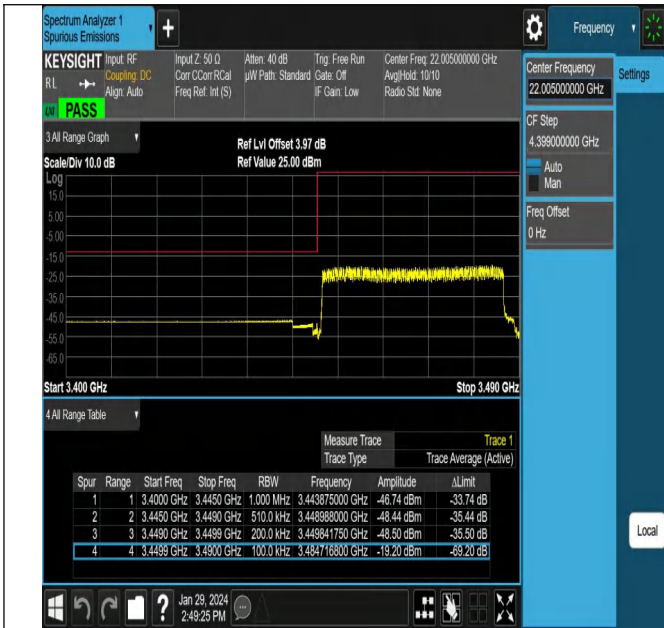 Spectrum Analyzer 1
Spurious Emissions
+
Frequency
KEYSIGHT Input: RF Input Z: 50 Ω Atten: 40 dB Trig: Free Run Center Freq: 22.005000000 GHz
RL Coupling: DC Corr CCorr RCal µW Path: Standard Gate: Off Avg|Hold: 10/10
Align: Auto Freq Ref: Int (S) IF Gain: Low Radio Std: None
PASS
Center Frequency
22.005000000 GHz
Settings
CF Step
4.399000000 GHz
Auto
Man
Freq Offset
0 Hz
3 All Range Graph
Ref Lvl Offset 3.97 dB
Scale/Div 10.0 dB Ref Value 25.00 dBm
Log
15.0
5.00
-5.00
-15.0
-25.0
-35.0
-45.0
-55.0
-65.0
Start 3.400 GHz Stop 3.490 GHz
4 All Range Table
Measure Trace Trace 1
Trace Type Trace Average (Active)
Spur Range Start Freq Stop Freq RBW Frequency Amplitude ΔLimit
1 1 3.4000 GHz 3.4450 GHz 1.000 MHz 3.443875000 GHz -46.74 dBm -33.74 dB
2 2 3.4450 GHz 3.4490 GHz 510.0 kHz 3.448988000 GHz -48.44 dBm -35.44 dB
3 3 3.4490 GHz 3.4499 GHz 200.0 kHz 3.449841750 GHz -48.50 dBm -35.50 dB
4 4 3.4499 GHz 3.4900 GHz 100.0 kHz 3.484716800 GHz -19.20 dBm -69.20 dB
Local
?
Jan 29, 2024
2:49:25 PM